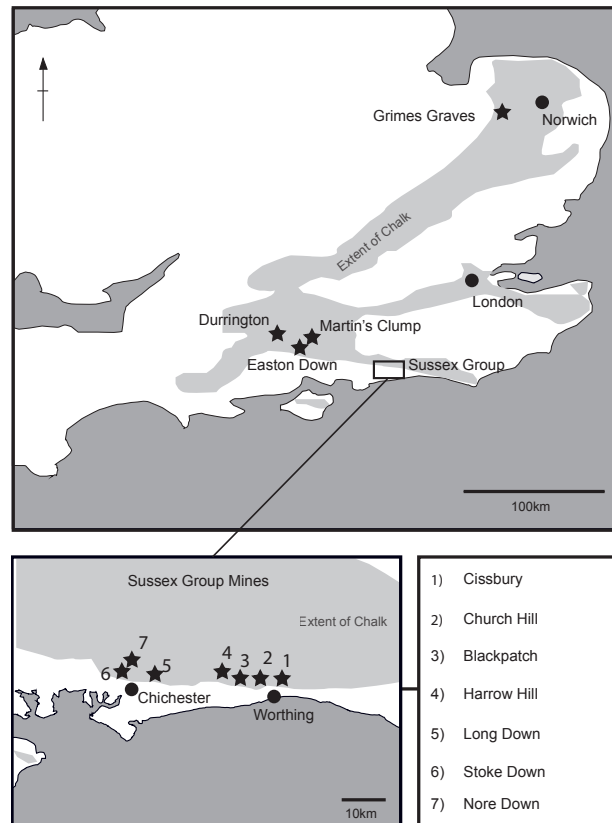 Grimes Graves
Norwich
Extent of Chalk
London
Durrington
Martin's Clump
Easton Down
Sussex Group
100km
Sussex Group Mines
Extent of Chalk
7
6
5
4
3
2
1
Chichester
Worthing
10km
1) Cissbury
2) Church Hill
3) Blackpatch
4) Harrow Hill
5) Long Down
6) Stoke Down
7) Nore Down